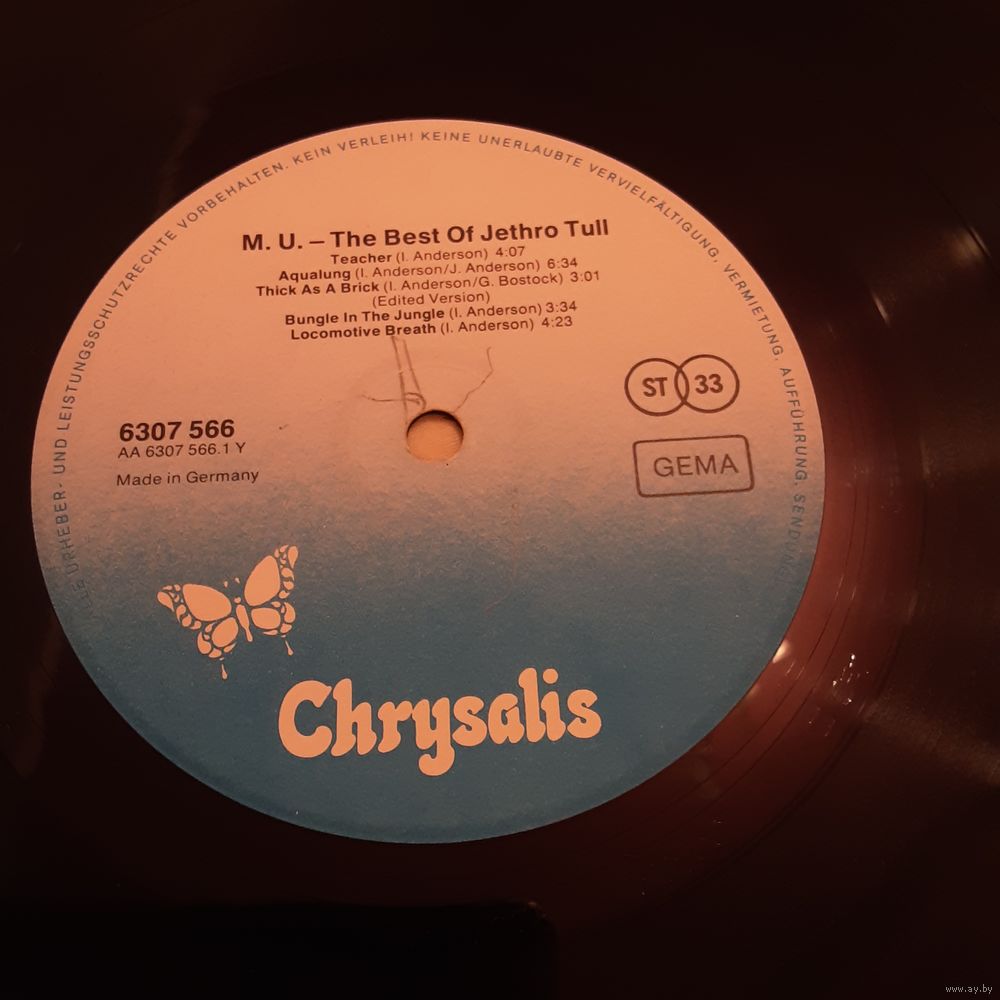 ALLE URHEBER- UND LEISTUNGSSCHUTZRECHTE VORBEHALTEN. KEIN VERLEIH! KEINE UNERLAUBTE VERVIELFÄLTIGUNG, VERMIETUNG, AUFFÜHRUNG, SENDUNG!
M. U. – The Best Of Jethro Tull
Teacher (I. Anderson) 4:07
Aqualung (I. Anderson/J. Anderson) 6:34
Thick As A Brick (I. Anderson/G. Bostock) 3:01
(Edited Version)
Bungle In The Jungle (I. Anderson) 3:34
Locomotive Breath (I. Anderson) 4:23
ST 33
6307 566
AA 6307 566.1 Y
Made in Germany
GEMA
Chrysalis
www.ay.by